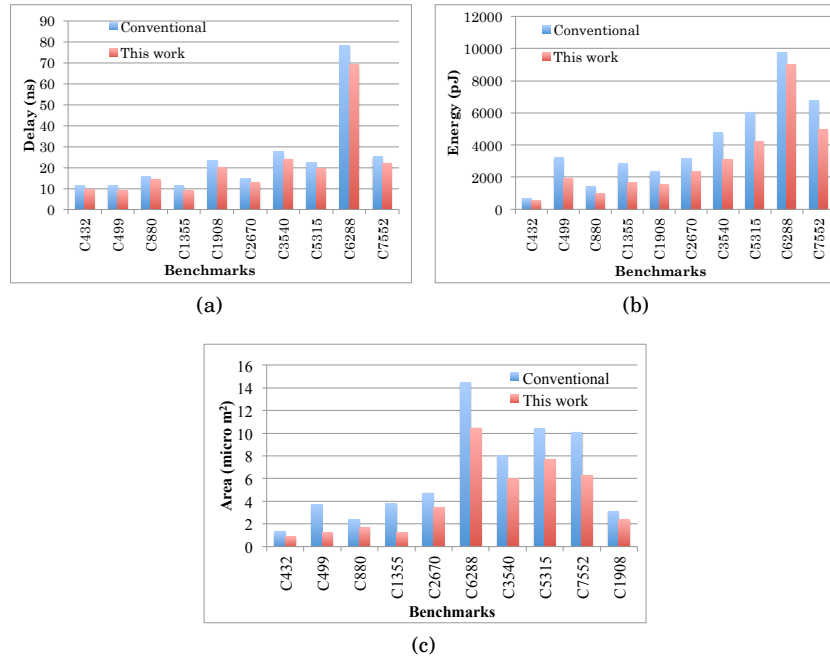 90
80
70
60
50
40
30
20
10
0
Delay (ns)
Conventional
This work
C432
C499
C880
C1355
C1908
C2670
C3540
C5315
C6288
C7552
Benchmarks
(a)
12000
10000
8000
6000
4000
2000
0
Energy (pJ)
Conventional
This work
C432
C499
C880
C1355
C1908
C2670
C3540
C5315
C6288
C7552
Benchmarks
(b)
16
14
12
10
8
6
4
2
0
Area (micro m²)
Conventional
This work
C432
C499
C880
C1355
C2670
C6288
C3540
C5315
C7552
C1908
Benchmarks
(c)